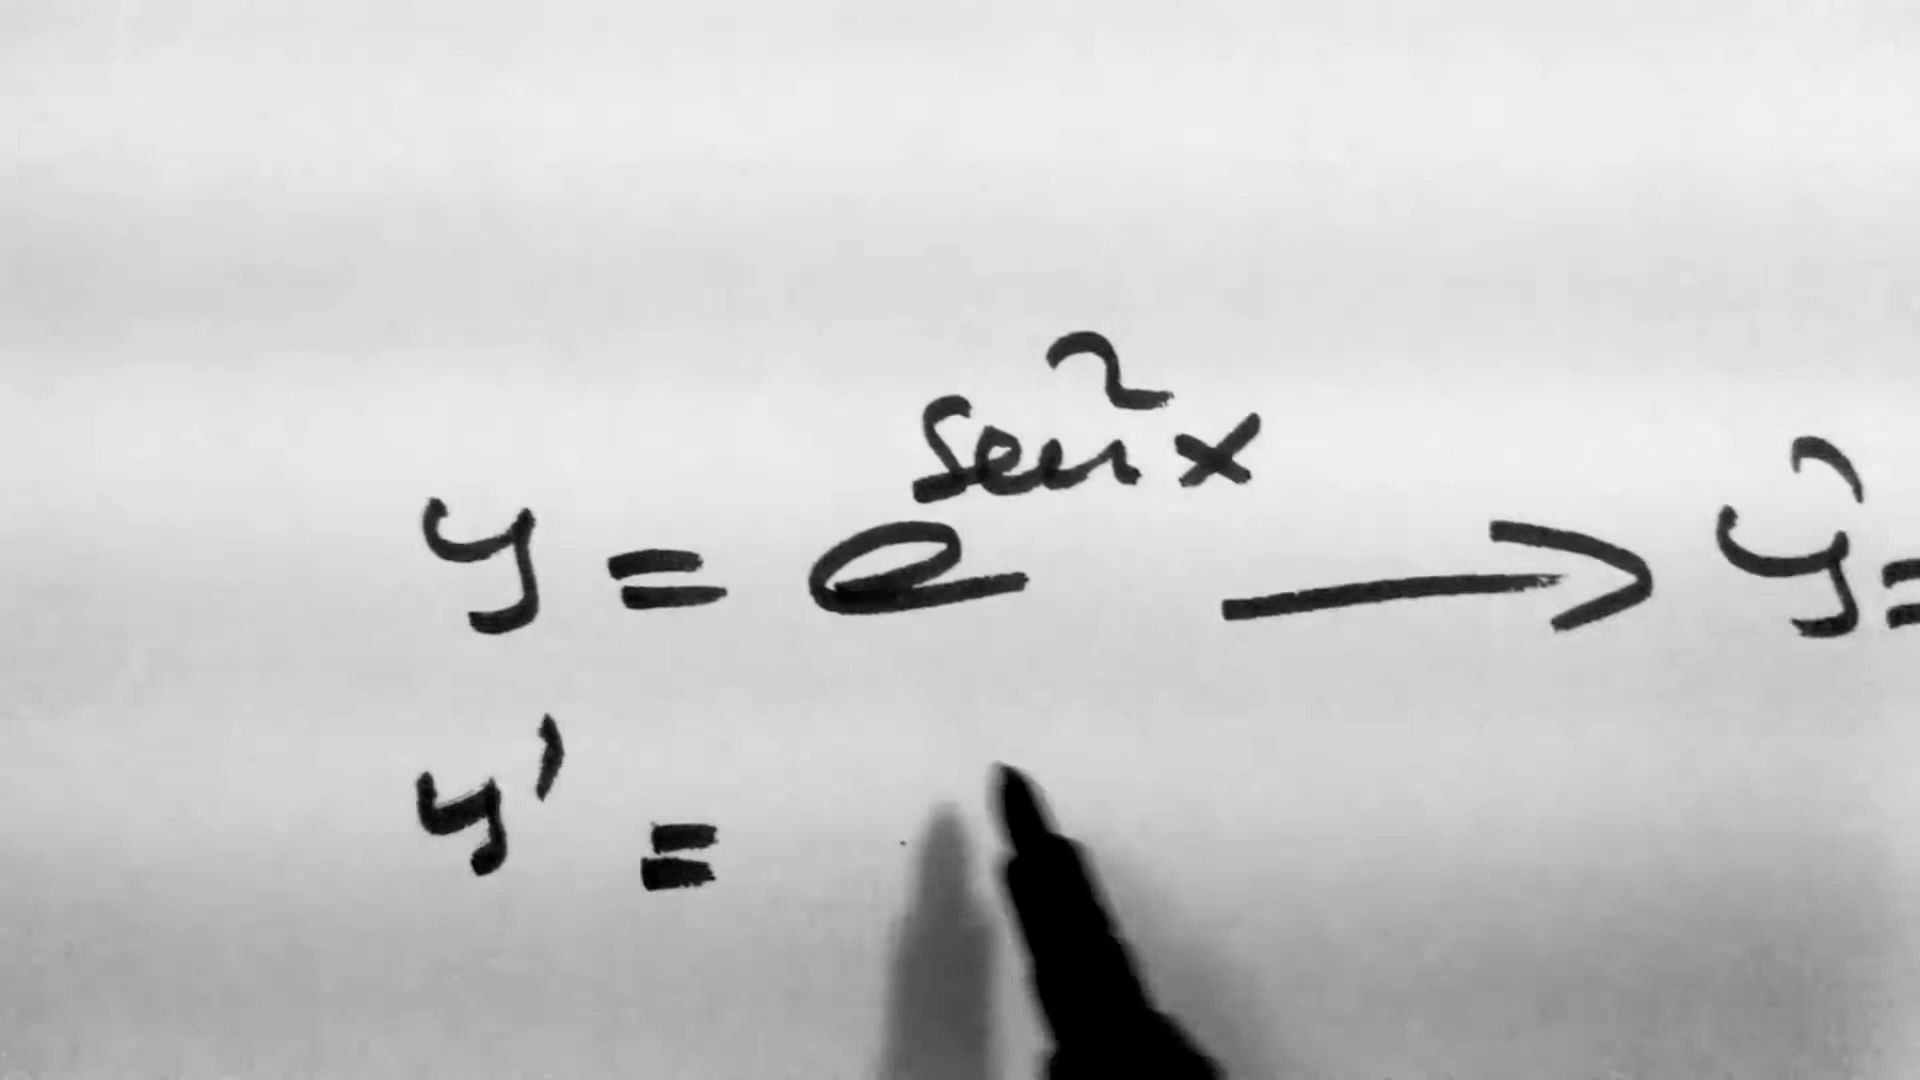 y = e^{sen²x} → y' =
y' =